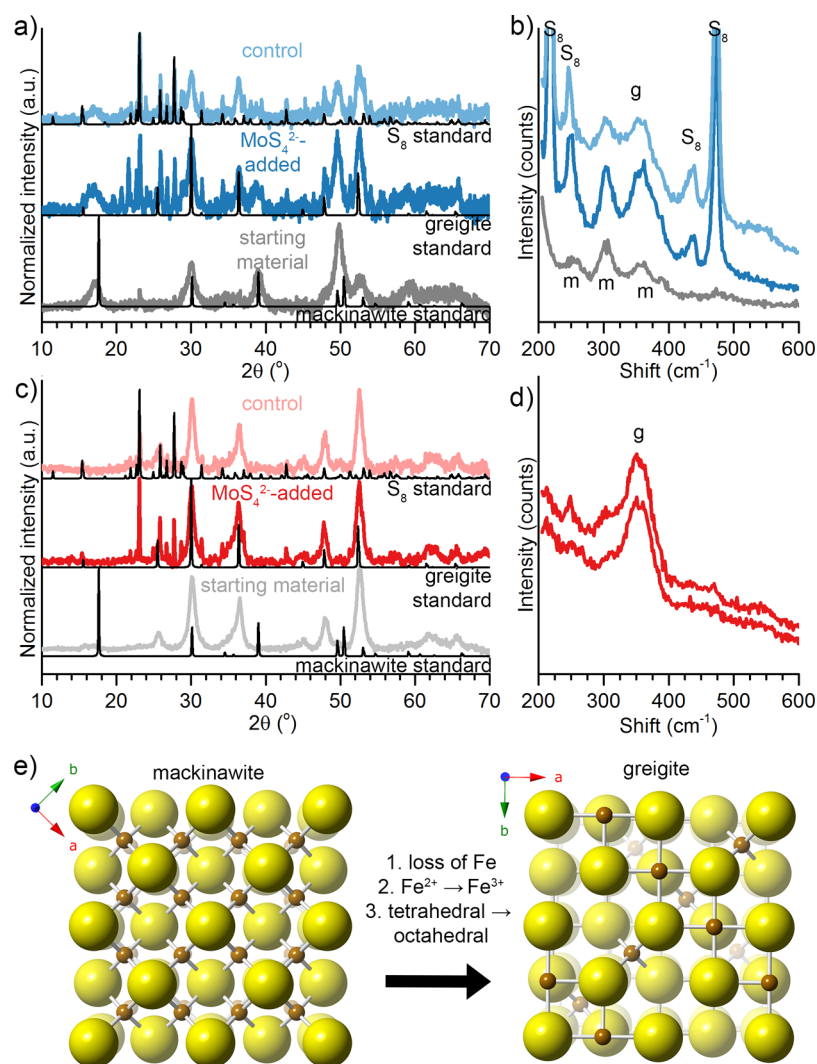 a)
control
S₈ standard
MoS₄²⁻-
added
greigite
standard
starting
material
mackinawite standard
Normalized intensity (a.u.)
10 20 30 40 50 60 70
2θ (°)
b)
S₈
S₈
g
S₈
S₈
m
m
m
Intensity (counts)
200 300 400 500 600
Shift (cm⁻¹)
c)
control
S₈ standard
MoS₄²⁻-added
greigite
standard
starting material
mackinawite standard
Normalized intensity (a.u.)
10 20 30 40 50 60 70
2θ (°)
d)
g
Intensity (counts)
200 300 400 500 600
Shift (cm⁻¹)
e)
b
a
mackinawite
1. loss of Fe
2. Fe²⁺ → Fe³⁺
3. tetrahedral →
octahedral
a
b
greigite